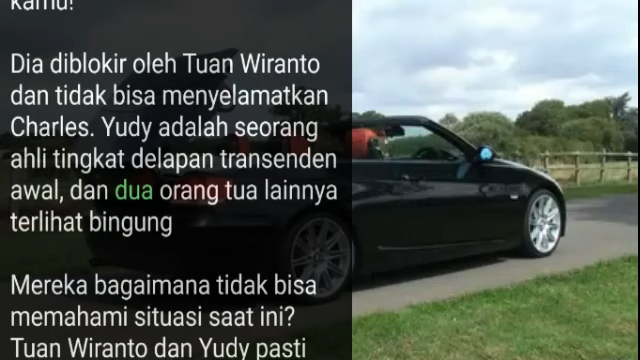 kamu!
Dia diblokir oleh Tuan Wiranto
dan tidak bisa menyelamatkan
Charles. Yudy adalah seorang
ahli tingkat delapan transenden
awal, dan dua orang tua lainnya
terlihat bingung
Mereka bagaimana tidak bisa
memahami situasi saat ini?
Tuan Wiranto dan Yudy pasti